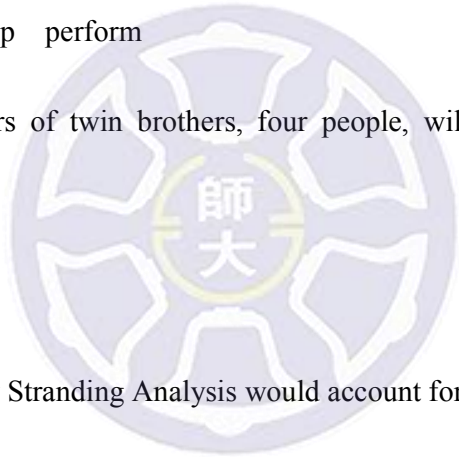 p perform
rs of twin brothers, four people, wil
師
大
Stranding Analysis would account for